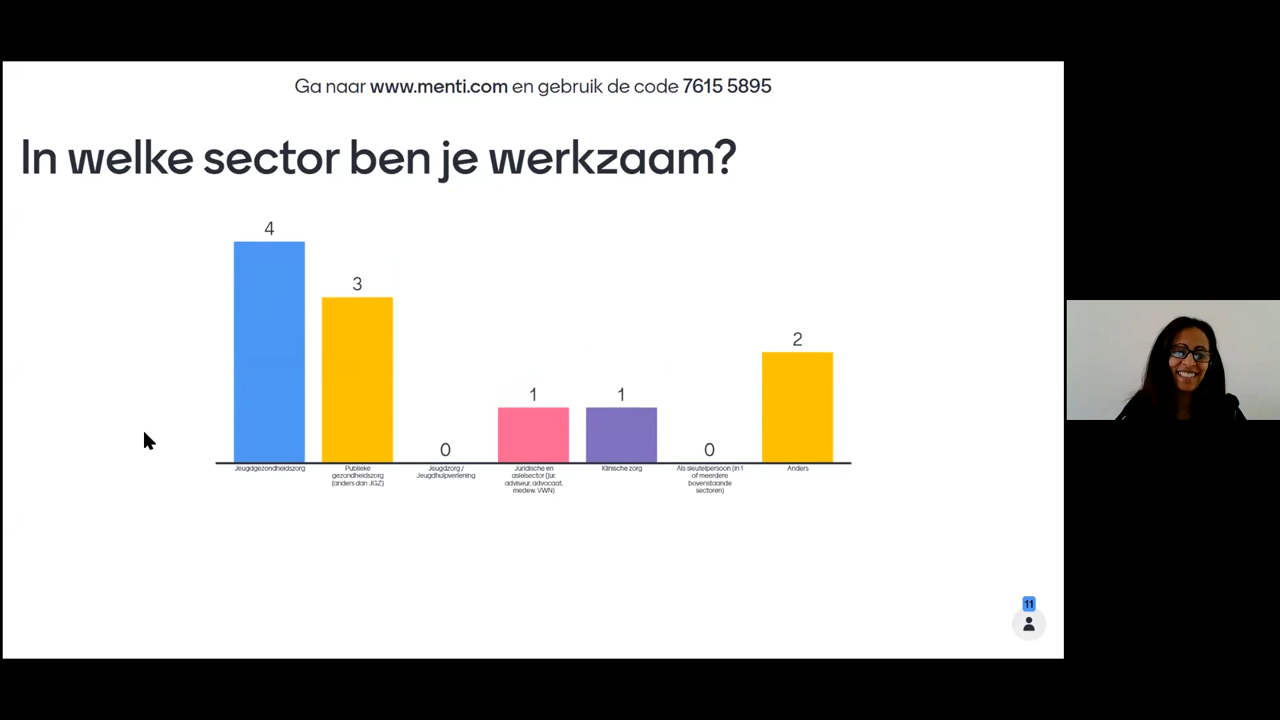 Ga naar www.menti.com en gebruik de code 7615 5895
In welke sector ben je werkzaam?
4
3
0
1
1
0
2
Jeugdgezondheidszorg
Publieke
gezondheidszorg
(anders dan JGZ)
Jeugdzorg /
Jeugdhulpverlening
Juridische en
asielsector (jur.
adviseur, advocaat,
medew. VWN)
Klinische zorg
Als sleutelpersoon (in 1
of meerdere
bovenstaande
sectoren)
Anders
11